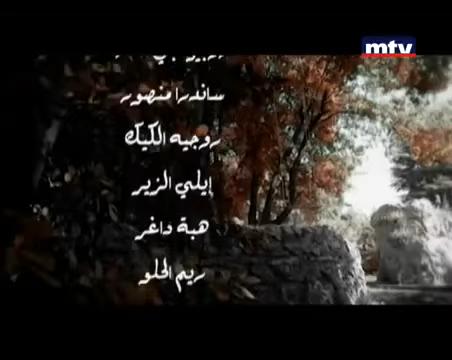 mtv
ساندرا منصور
روجيه الكيك
إيلي الزير
هبة داغر
ريم الحلو